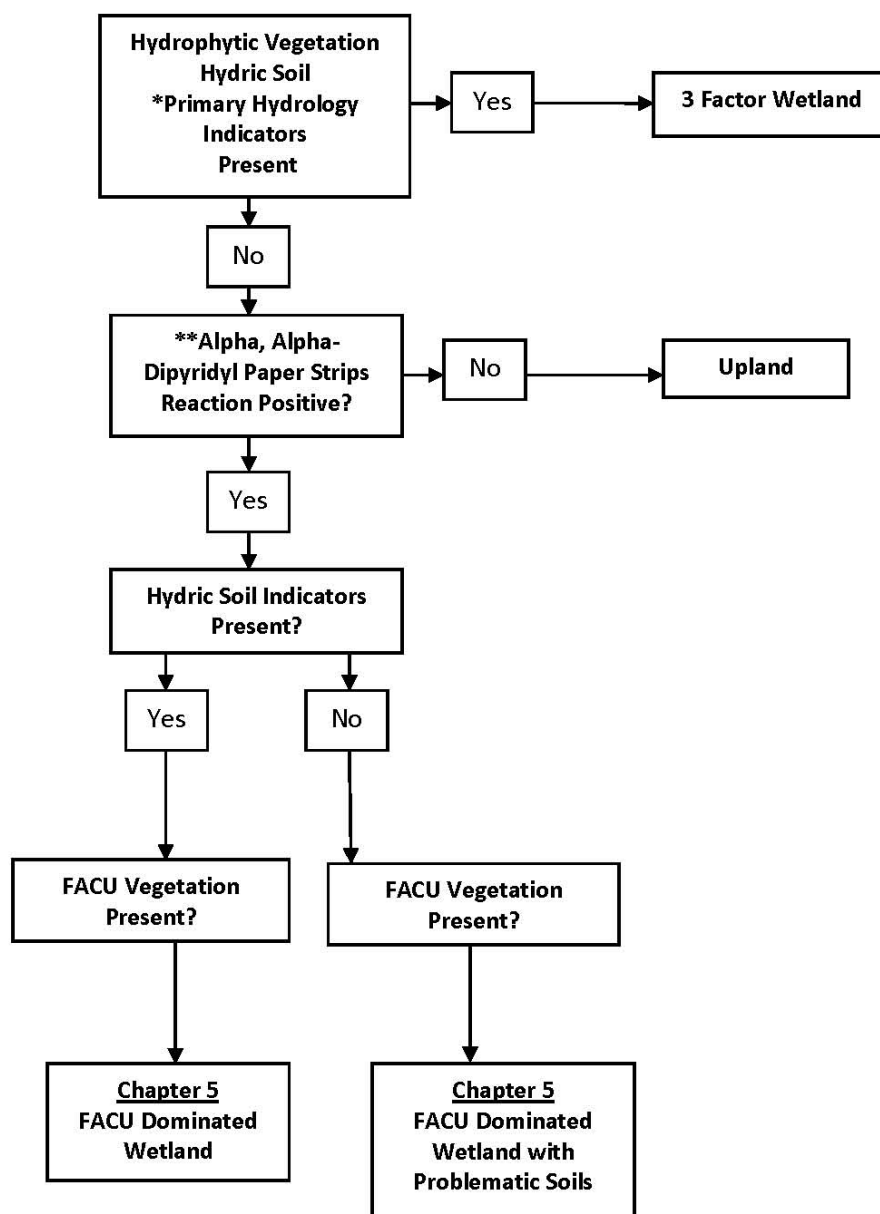 Hydrophytic Vegetation
Hydric Soil
*Primary Hydrology
Indicators
Present
Yes
3 Factor Wetland
No
**Alpha, Alpha-
Dipyridyl Paper Strips
Reaction Positive?
No
Upland
Yes
Hydric Soil Indicators
Present?
Yes
No
FACU Vegetation
Present?
FACU Vegetation
Present?
Chapter 5
FACU Dominated
Wetland
Chapter 5
FACU Dominated
Wetland with
Problematic Soils